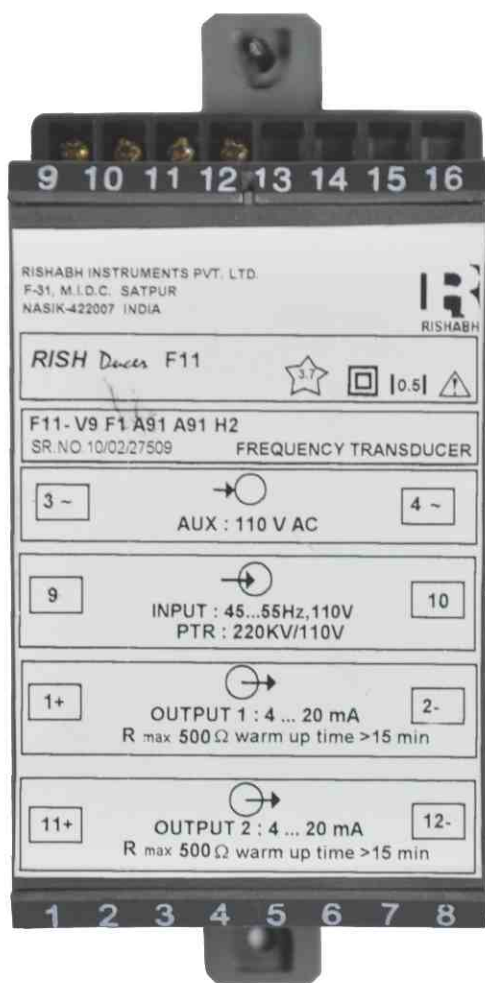 9 10 11 12 13 14 15 16
RISHABH INSTRUMENTS PVT. LTD.
F-31, M.I.D.C. SATPUR
NASIK-422007 INDIA
R
RISHABH
RISH Ducer F11
3.7
|0.5|
F11- V9 F1 A91 A91 H2
SR.NO.10/02/27509 FREQUENCY TRANSDUCER
3 ~ 4 ~
AUX : 110 V AC
9 10
INPUT : 45...55Hz,110V
PTR : 220KV/110V
1+ 2-
OUTPUT 1 : 4 ... 20 mA
R max 500 Ω warm up time >15 min
11+ 12-
OUTPUT 2 : 4 ... 20 mA
R max 500 Ω warm up time >15 min
1 2 3 4 5 6 7 8